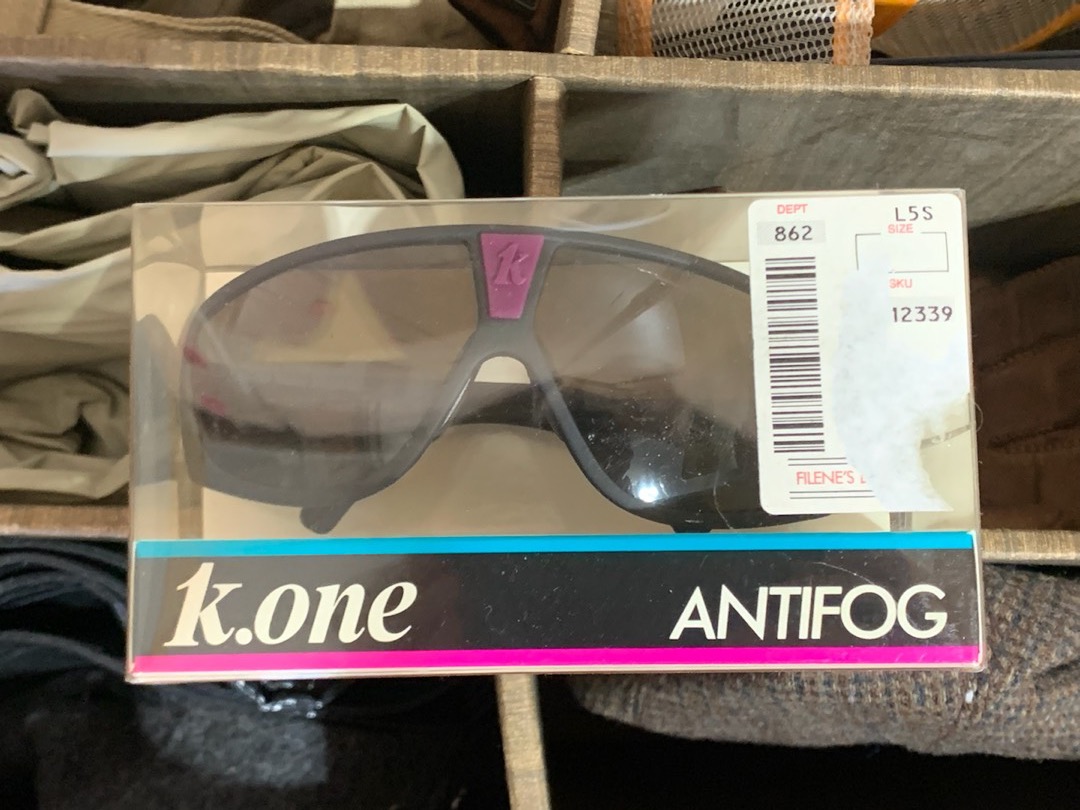 DEPT
862
L5S
SIZE
SKU
12339
FILENE'S
k
k.one
ANTIFOG